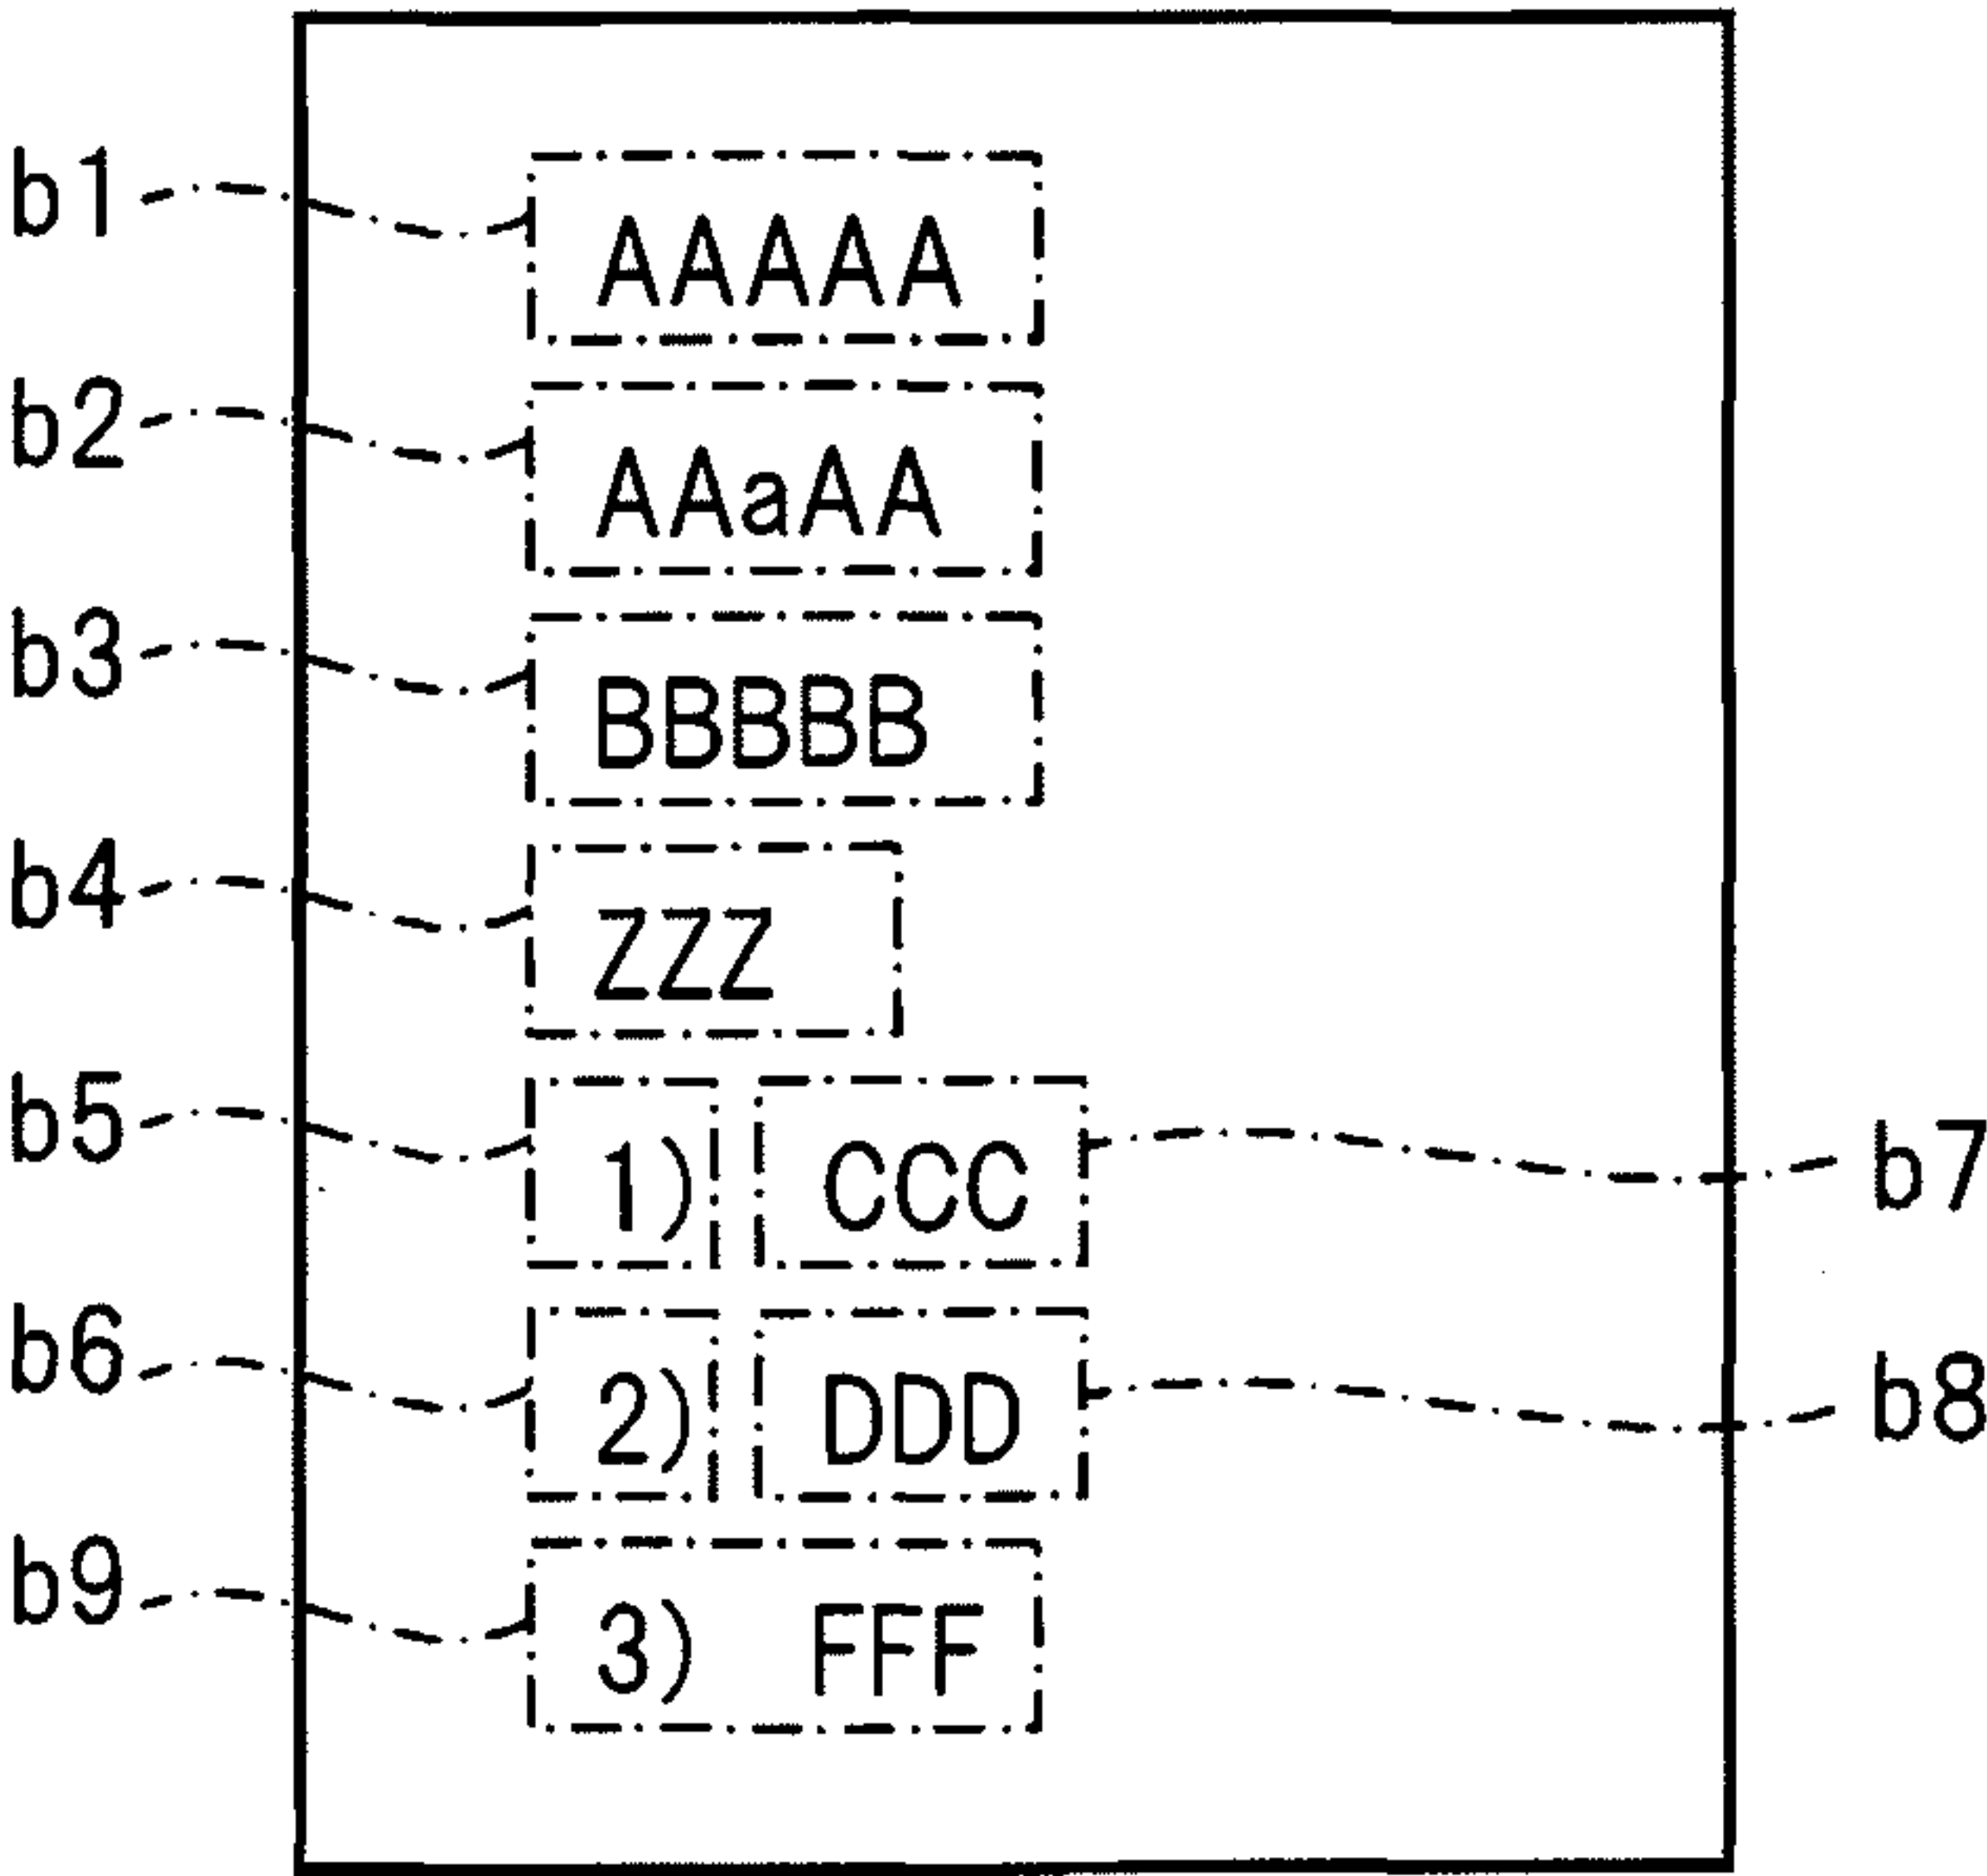 b1 AAAAA
b2 AAaAA
b3 BBBBB
b4 ZZZ
b5 1) CCC b7
b6 2) DDD b8
b9 3) FFF